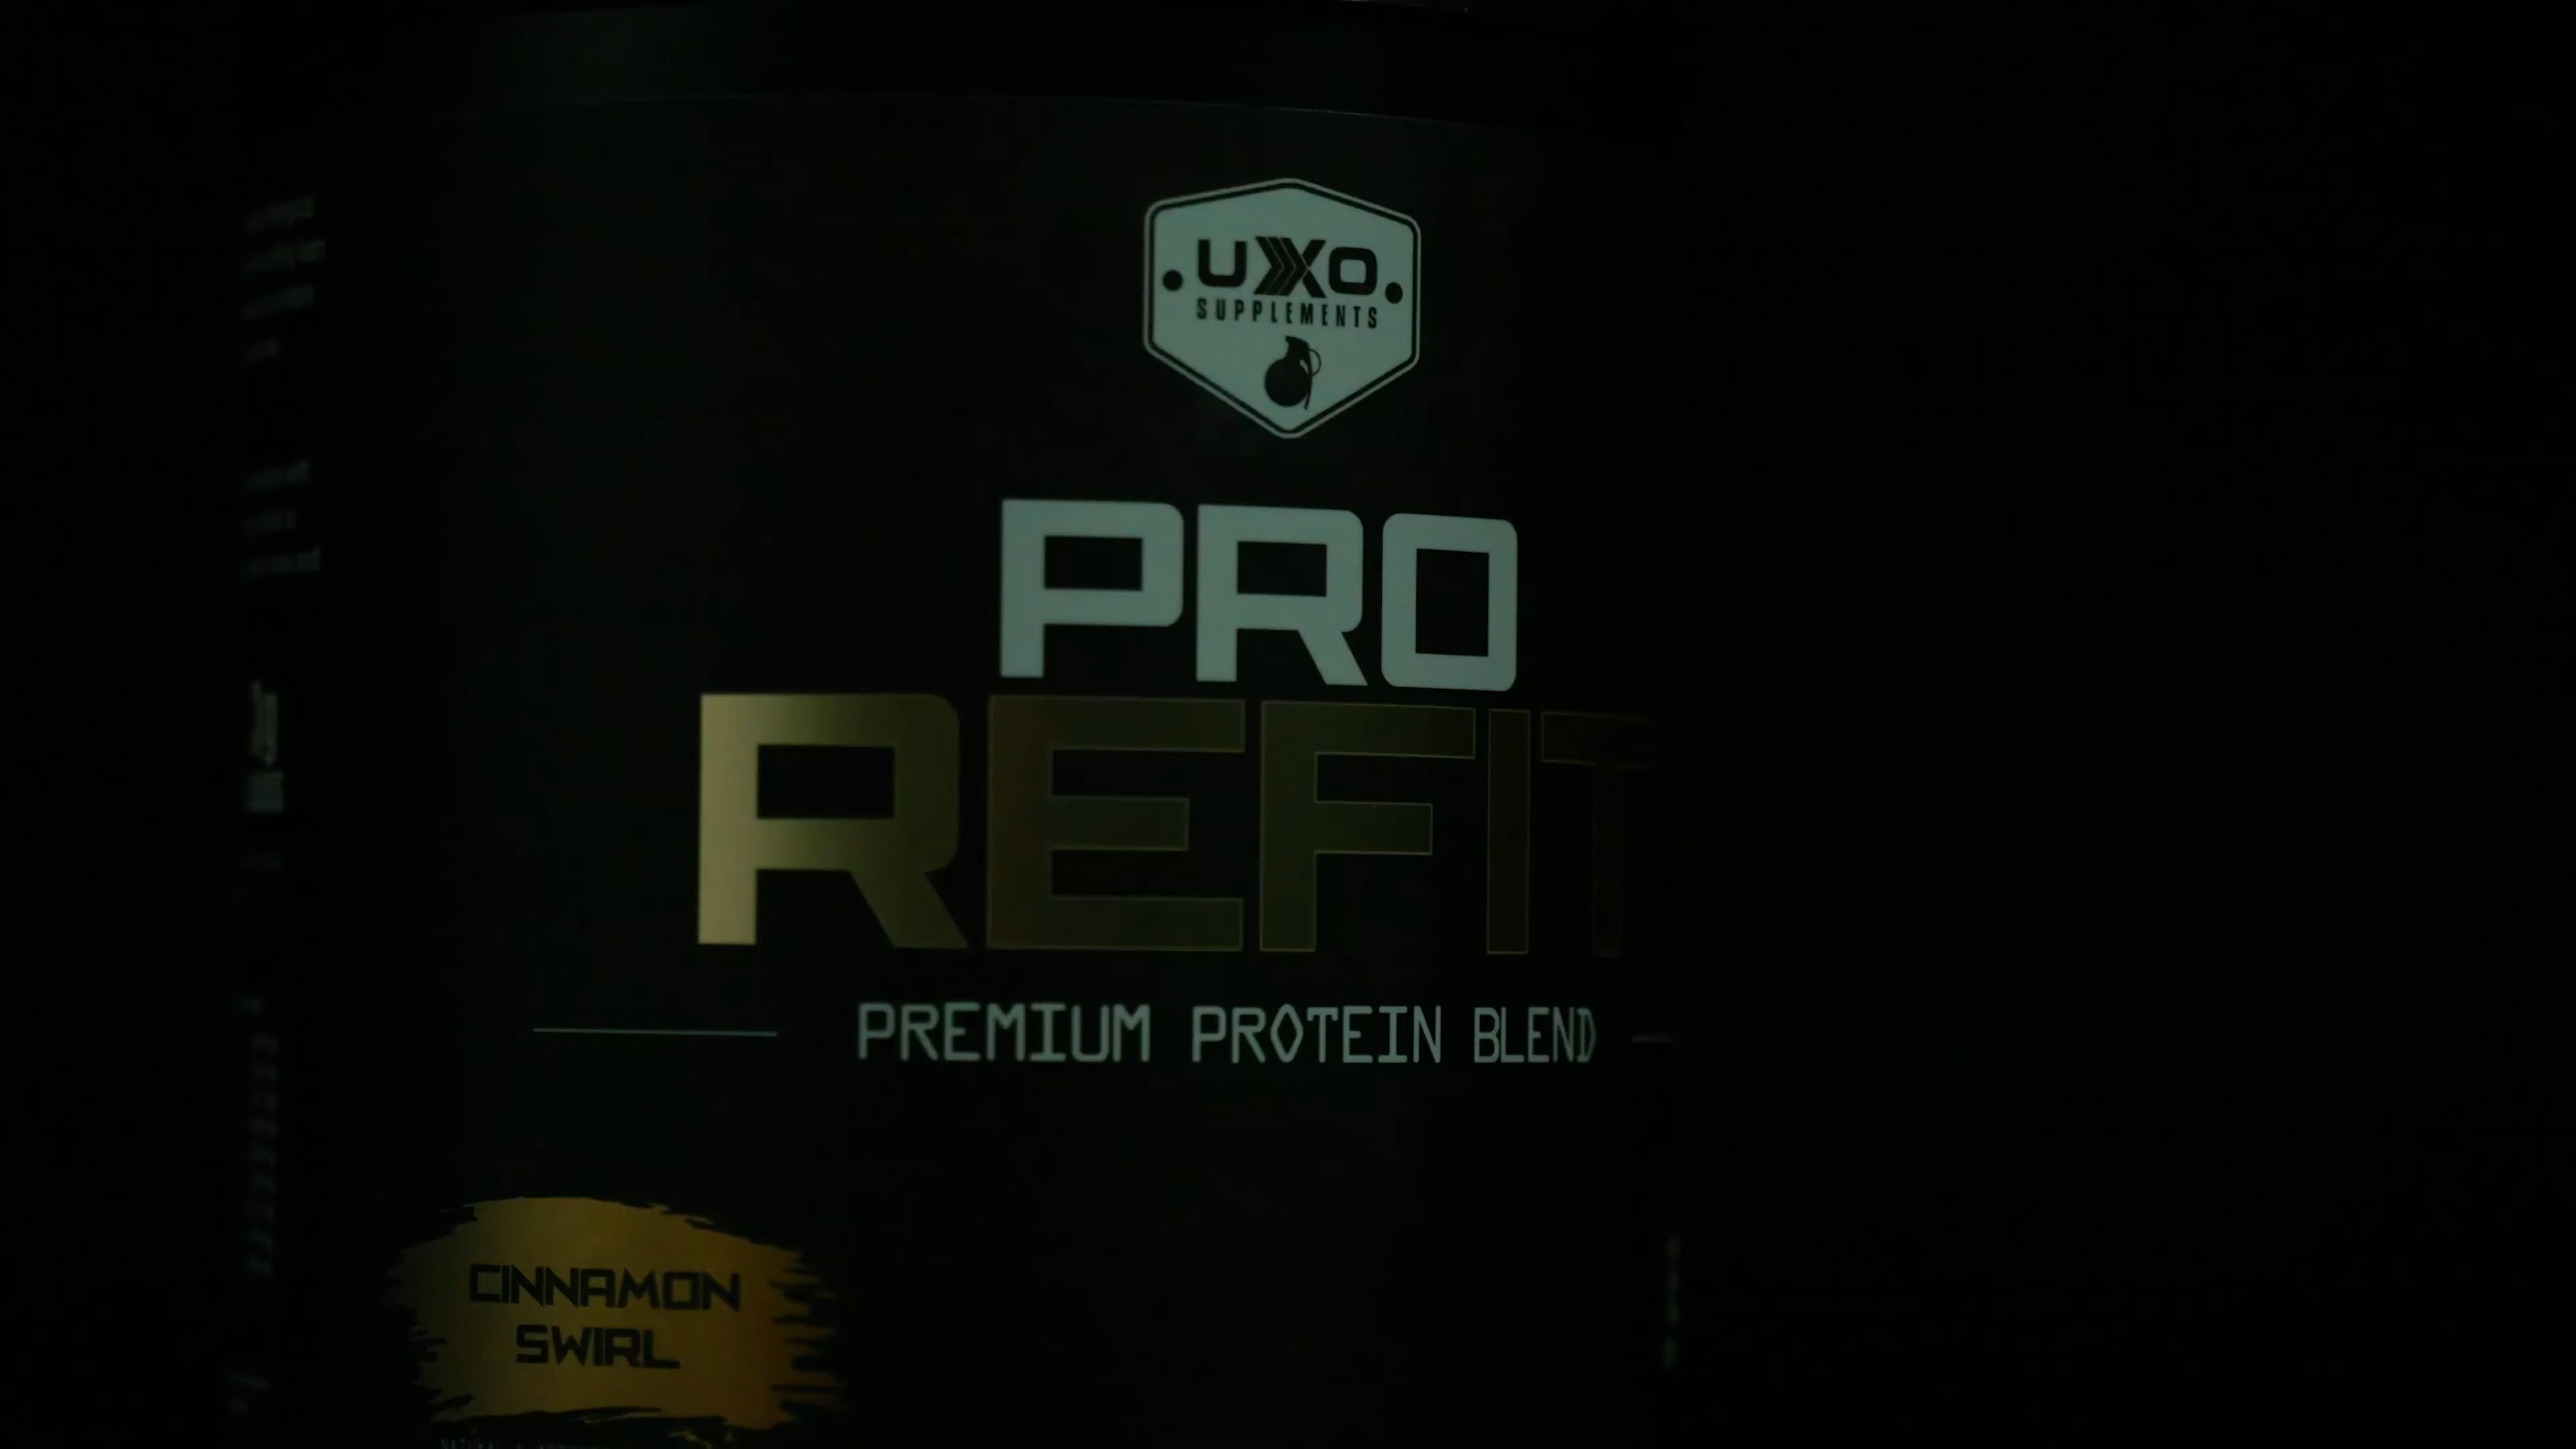 UXO
SUPPLEMENTS
PRO
REFIT
PREMIUM PROTEIN BLEND
CINNAMON
SWIRL